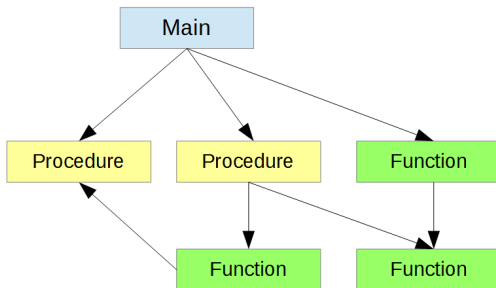 Main
Procedure
Procedure
Function
Function
Function